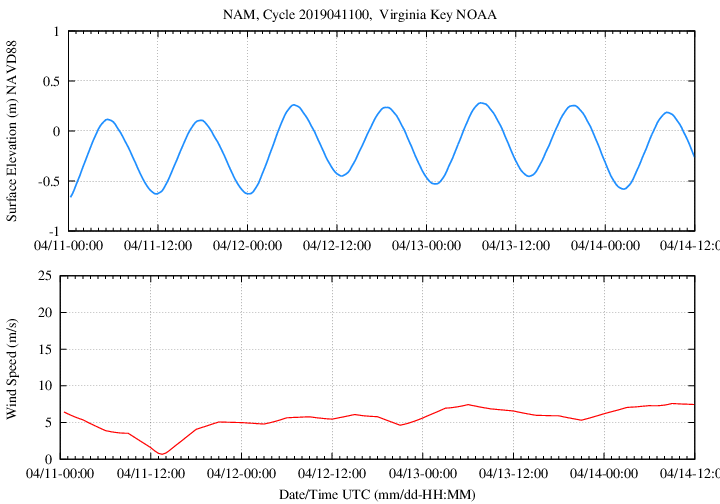 NAM, Cycle 2019041100,  Virginia Key NOAA
Surface Elevation (m) NAVD88
1
0.5
0
-0.5
-1
04/11-00:00 04/11-12:00 04/12-00:00 04/12-12:00 04/13-00:00 04/13-12:00 04/14-00:00 04/14-12:0
Wind Speed (m/s)
25
20
15
10
5
0
04/11-00:00 04/11-12:00 04/12-00:00 04/12-12:00 04/13-00:00 04/13-12:00 04/14-00:00 04/14-12:0
Date/Time UTC (mm/dd-HH:MM)